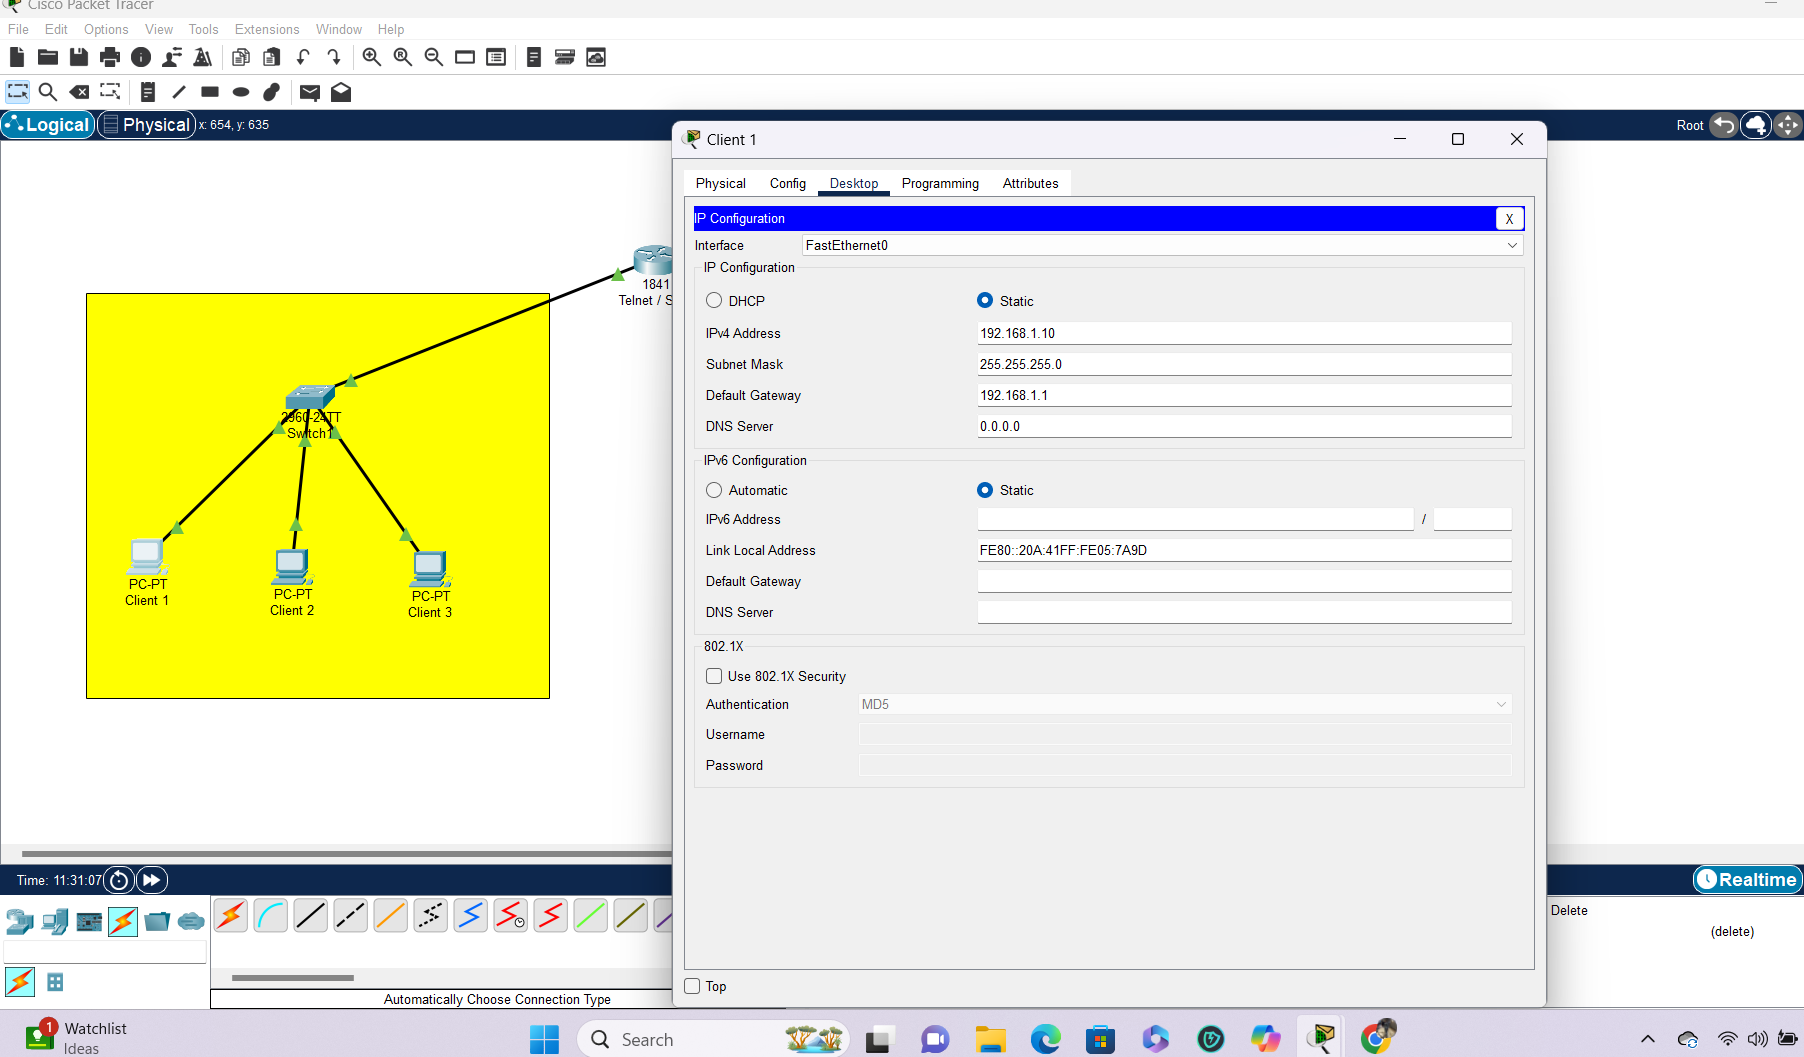 Cisco Packet Tracer
File Edit Options View Tools Extensions Window Help
Logical Physical x: 654, y: 635
Root
1841
Telnet / S
2960-24TT
Switch1
PC-PT
Client 1
PC-PT
Client 2
PC-PT
Client 3
Client 1
Physical Config Desktop Programming Attributes
IP Configuration X
Interface FastEthernet0
IP Configuration
DHCP Static
IPv4 Address 192.168.1.10
Subnet Mask 255.255.255.0
Default Gateway 192.168.1.1
DNS Server 0.0.0.0
IPv6 Configuration
Automatic Static
IPv6 Address /
Link Local Address FE80::20A:41FF:FE05:7A9D
Default Gateway
DNS Server
802.1X
Use 802.1X Security
Authentication MD5
Username
Password
Top
Time: 11:31:07
Realtime
Delete
(delete)
Automatically Choose Connection Type
1
Watchlist
Ideas
Search